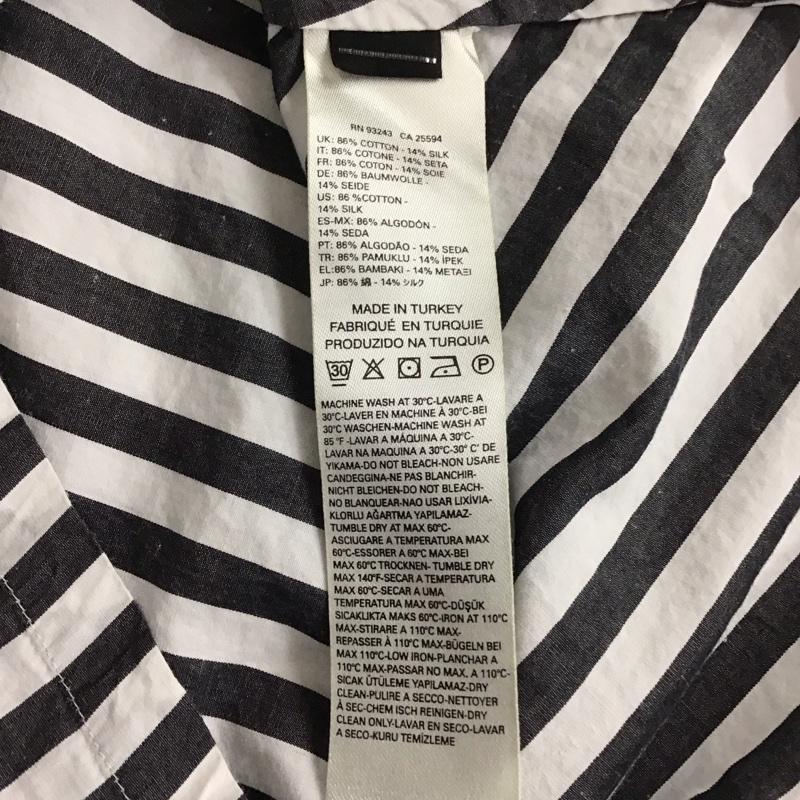 RN 93243 CA 25594
UK: 86% COTTON - 14% SILK
IT: 86% COTONE - 14% SETA
FR: 86% COTON - 14% SOIE
DE: 86% BAUMWOLLE -
14% SEIDE
US: 86 %COTTON -
14% SILK
ES-MX: 86% ALGODÓN -
14% SEDA
PT: 86% ALGODÃO - 14% SEDA
TR: 86% PAMUKLU - 14% İPEK
EL:86% ΒΑΜΒΑΚΙ - 14% ΜΕΤΑΞΙ
JP: 86% 綿 - 14% シルク
MADE IN TURKEY
FABRIQUÉ EN TURQUIE
PRODUZIDO NA TURQUIA
30 P
MACHINE WASH AT 30°C-LAVARE A
30°C-LAVER EN MACHINE À 30°C-BEI
30°C WASCHEN-MACHINE WASH AT
85 °F -LAVAR A MÁQUINA A 30°C-
LAVAR NA MAQUINA A 30°C-30° C' DE
YIKAMA-DO NOT BLEACH-NON USARE
CANDEGGINA-NE PAS BLANCHIR-
NICHT BLEICHEN-DO NOT BLEACH-
NO BLANQUEAR-NAO USAR LIXÍVIA-
KLORLU AĞARTMA YAPILAMAZ-
TUMBLE DRY AT MAX 60°C-
ASCIUGARE A TEMPERATURA MAX
60°C-ESSORER A 60°C MAX-BEI
MAX 60°C TROCKNEN- TUMBLE DRY
MAX 140°F-SECAR A TEMPERATURA
MAX 60°C-SECAR A UMA
TEMPERATURA MAX 60°C-DÜŞÜK
SICAKLIKTA MAKS 60°C-IRON AT 110°C
MAX-STIRARE A 110°C MAX-
REPASSER À 110°C MAX-BÜGELN BEI
MAX 110°C-LOW IRON-PLANCHAR A
110°C MAX-PASSAR NO MAX. A 110°C-
SICAK ÜTÜLEME YAPILAMAZ-DRY
CLEAN-PULIRE A SECCO-NETTOYER
À SEC-CHEM ISCH REINIGEN-DRY
CLEAN ONLY-LAVAR EN SECO-LAVAR
A SECO-KURU TEMİZLEME